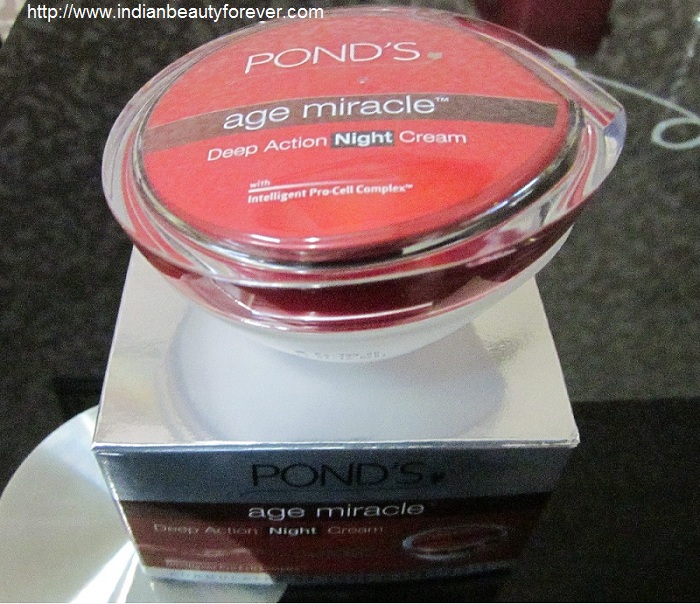 http://www.indianbeautyforever.com
POND'S
age miracle™
Deep Action Night Cream
with
Intelligent Pro-Cell Complex™
POND'S
age miracle
Deep Action Night Cream